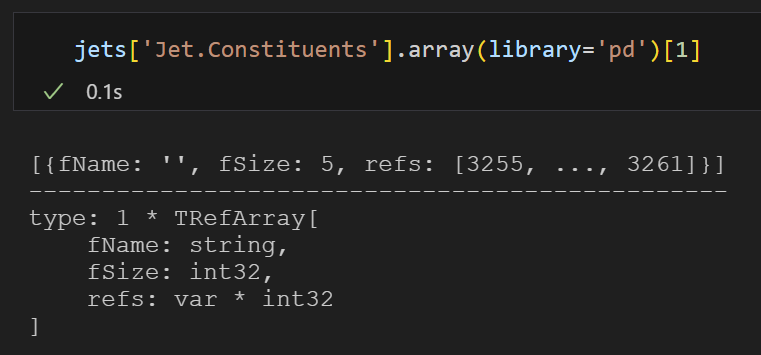 jets['Jet.Constituents'].array(library='pd')[1]
✓ 0.1s
[{fName: '', fSize: 5, refs: [3255, ..., 3261]}]
------------------------------------------------
type: 1 * TRefArray[
    fName: string,
    fSize: int32,
    refs: var * int32
]